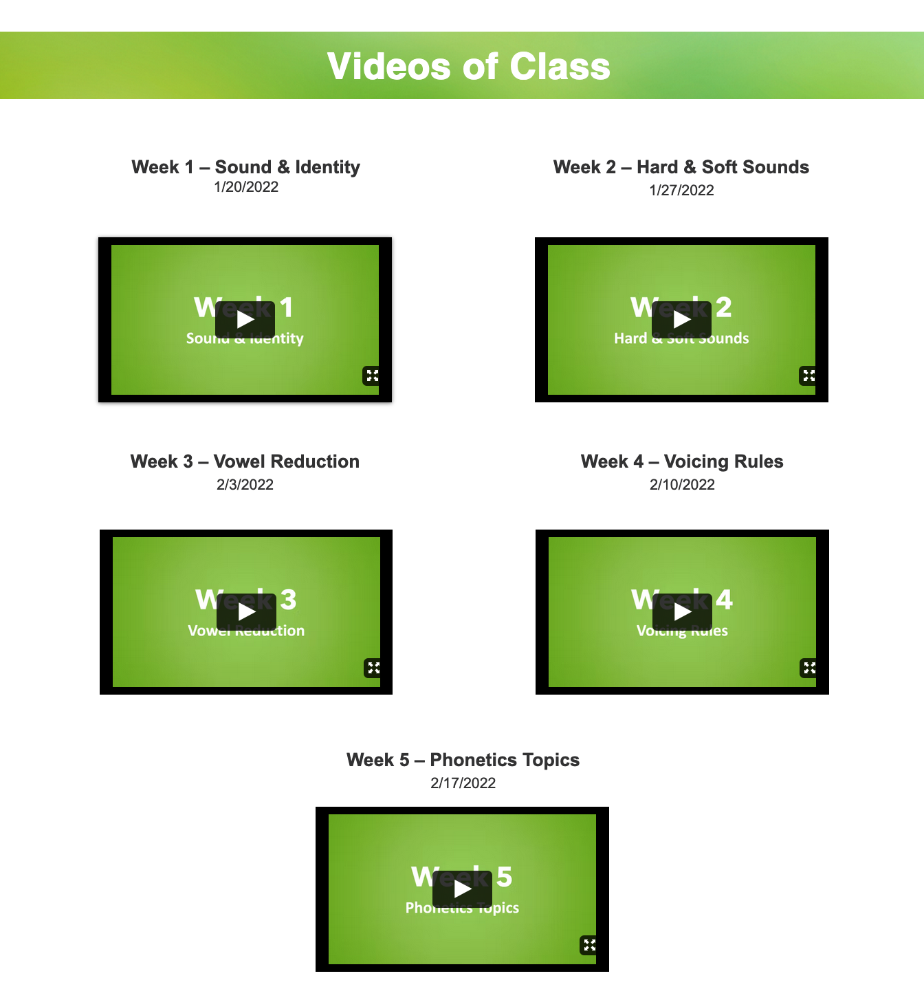 Videos of Class
Week 1 – Sound & Identity
1/20/2022
Week 2 – Hard & Soft Sounds
1/27/2022
Week 1
Sound & Identity
Week 2
Hard & Soft Sounds
Week 3 – Vowel Reduction
2/3/2022
Week 4 – Voicing Rules
2/10/2022
Week 3
Vowel Reduction
Week 4
Voicing Rules
Week 5 – Phonetics Topics
2/17/2022
Week 5
Phonetics Topics